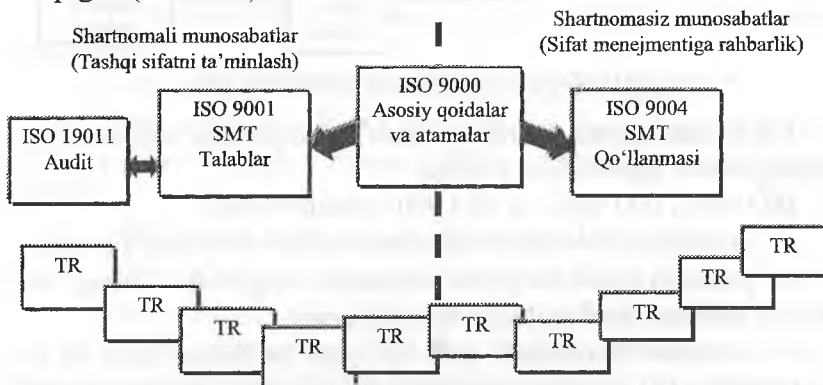 Shartnomali munosabatlar
(Tashqi sifatni ta'minlash)
Shartnomasiz munosabatlar
(Sifat menejmentiga rahbarlik)
ISO 19011
Audit
ISO 9001
SMT
Talablar
ISO 9000
Asosiy qoidalar
va atamalar
ISO 9004
SMT
Qo‘llanmasi
TR
TR
TR
TR
TR
TR
TR
TR
TR
TR